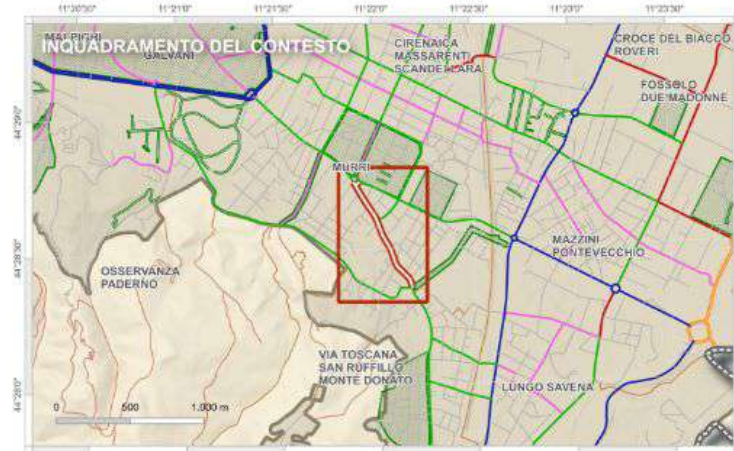 11°20'30"
11°21'0"
11°21'30"
11°22'0"
11°22'30"
11°23'0"
11°23'30"
MALPIGHI
GALVANI
INQUADRAMENTO DEL CONTESTO
CIRENAICA
MASSARENTI
SCANDELLARA
CROCE DEL BIACCO
ROVERI
FOSSOLO
DUE MADONNE
44°29'0"
MURRI
44°28'30"
OSSERVANZA
PADERNO
MAZZINI
PONTEVECCHIO
VIA TOSCANA
SAN RUFFILLO
MONTE DONATO
LUNGO SAVENA
44°28'0"
0 500 1.000 m